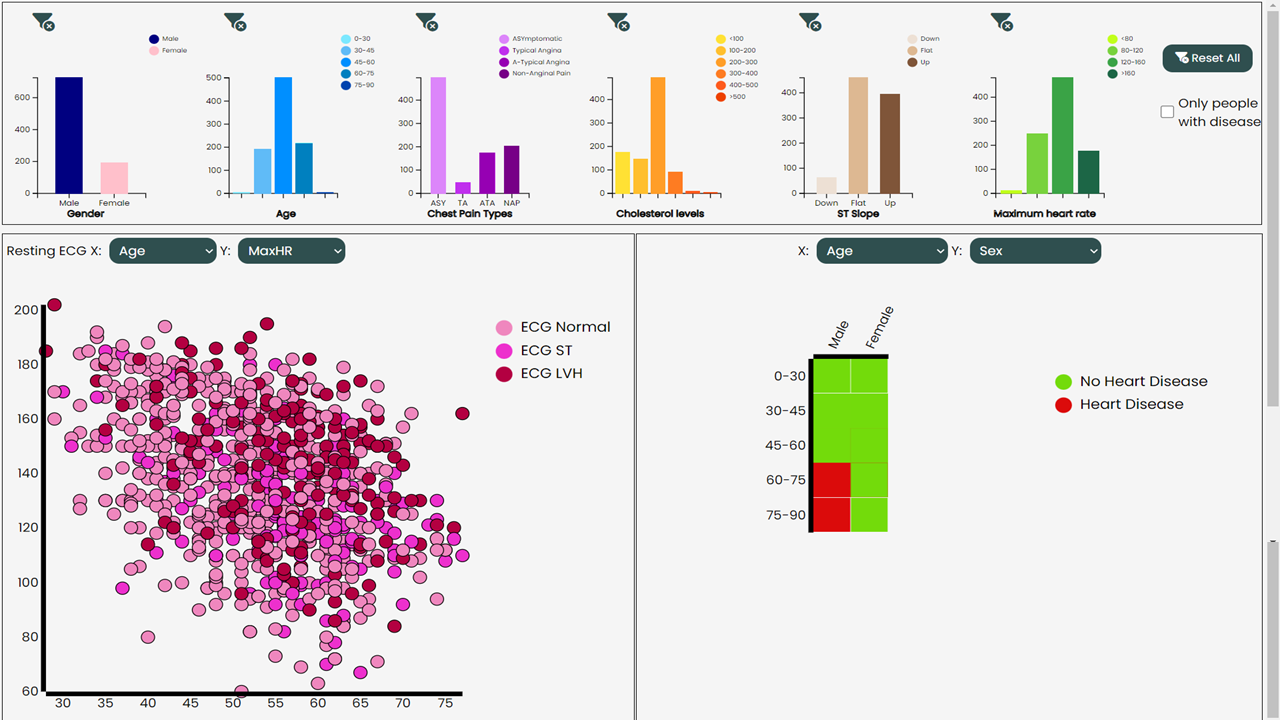 Male
Female
600
400
200
0
Male Female
Gender
0-30
30-45
45-60
60-75
75-90
500
400
300
200
100
0
Age
ASYmptomatic
Typical Angina
A-Typical Angina
Non-Anginal Pain
400
300
200
100
0
ASY TA ATA NAP
Chest Pain Types
<100
100-200
200-300
300-400
400-500
>500
400
300
200
100
0
Cholesterol levels
Down
Flat
Up
400
300
200
100
0
Down Flat Up
ST Slope
<80
80-120
120-160
>160
400
300
200
100
0
Maximum heart rate
Reset All
Only people
with disease
Resting ECG X: Age Y: MaxHR
200
180
160
140
120
100
80
60
30 35 40 45 50 55 60 65 70 75
ECG Normal
ECG ST
ECG LVH
X: Age Y: Sex
Male Female
0-30
30-45
45-60
60-75
75-90
No Heart Disease
Heart Disease